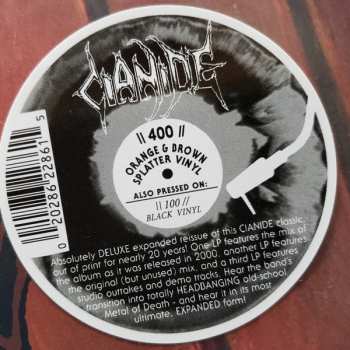 CIANIDE
\\ 400 //
ORANGE & BROWN
SPLATTER VINYL
ALSO PRESSED ON:
\\ 100 //
BLACK VINYL
0 20286 22861 5
Absolutely DELUXE expanded reissue of this CIANIDE classic,
out of print for nearly 20 years! One LP features the mix of
the album as it was released in 2000, another LP features
the original (but unused) mix, and a third LP features
studio outtakes and demo tracks. Hear the band's
transition into totally HEADBANGING old-school
Metal of Death - and hear it in its most
ultimate, EXPANDED form!